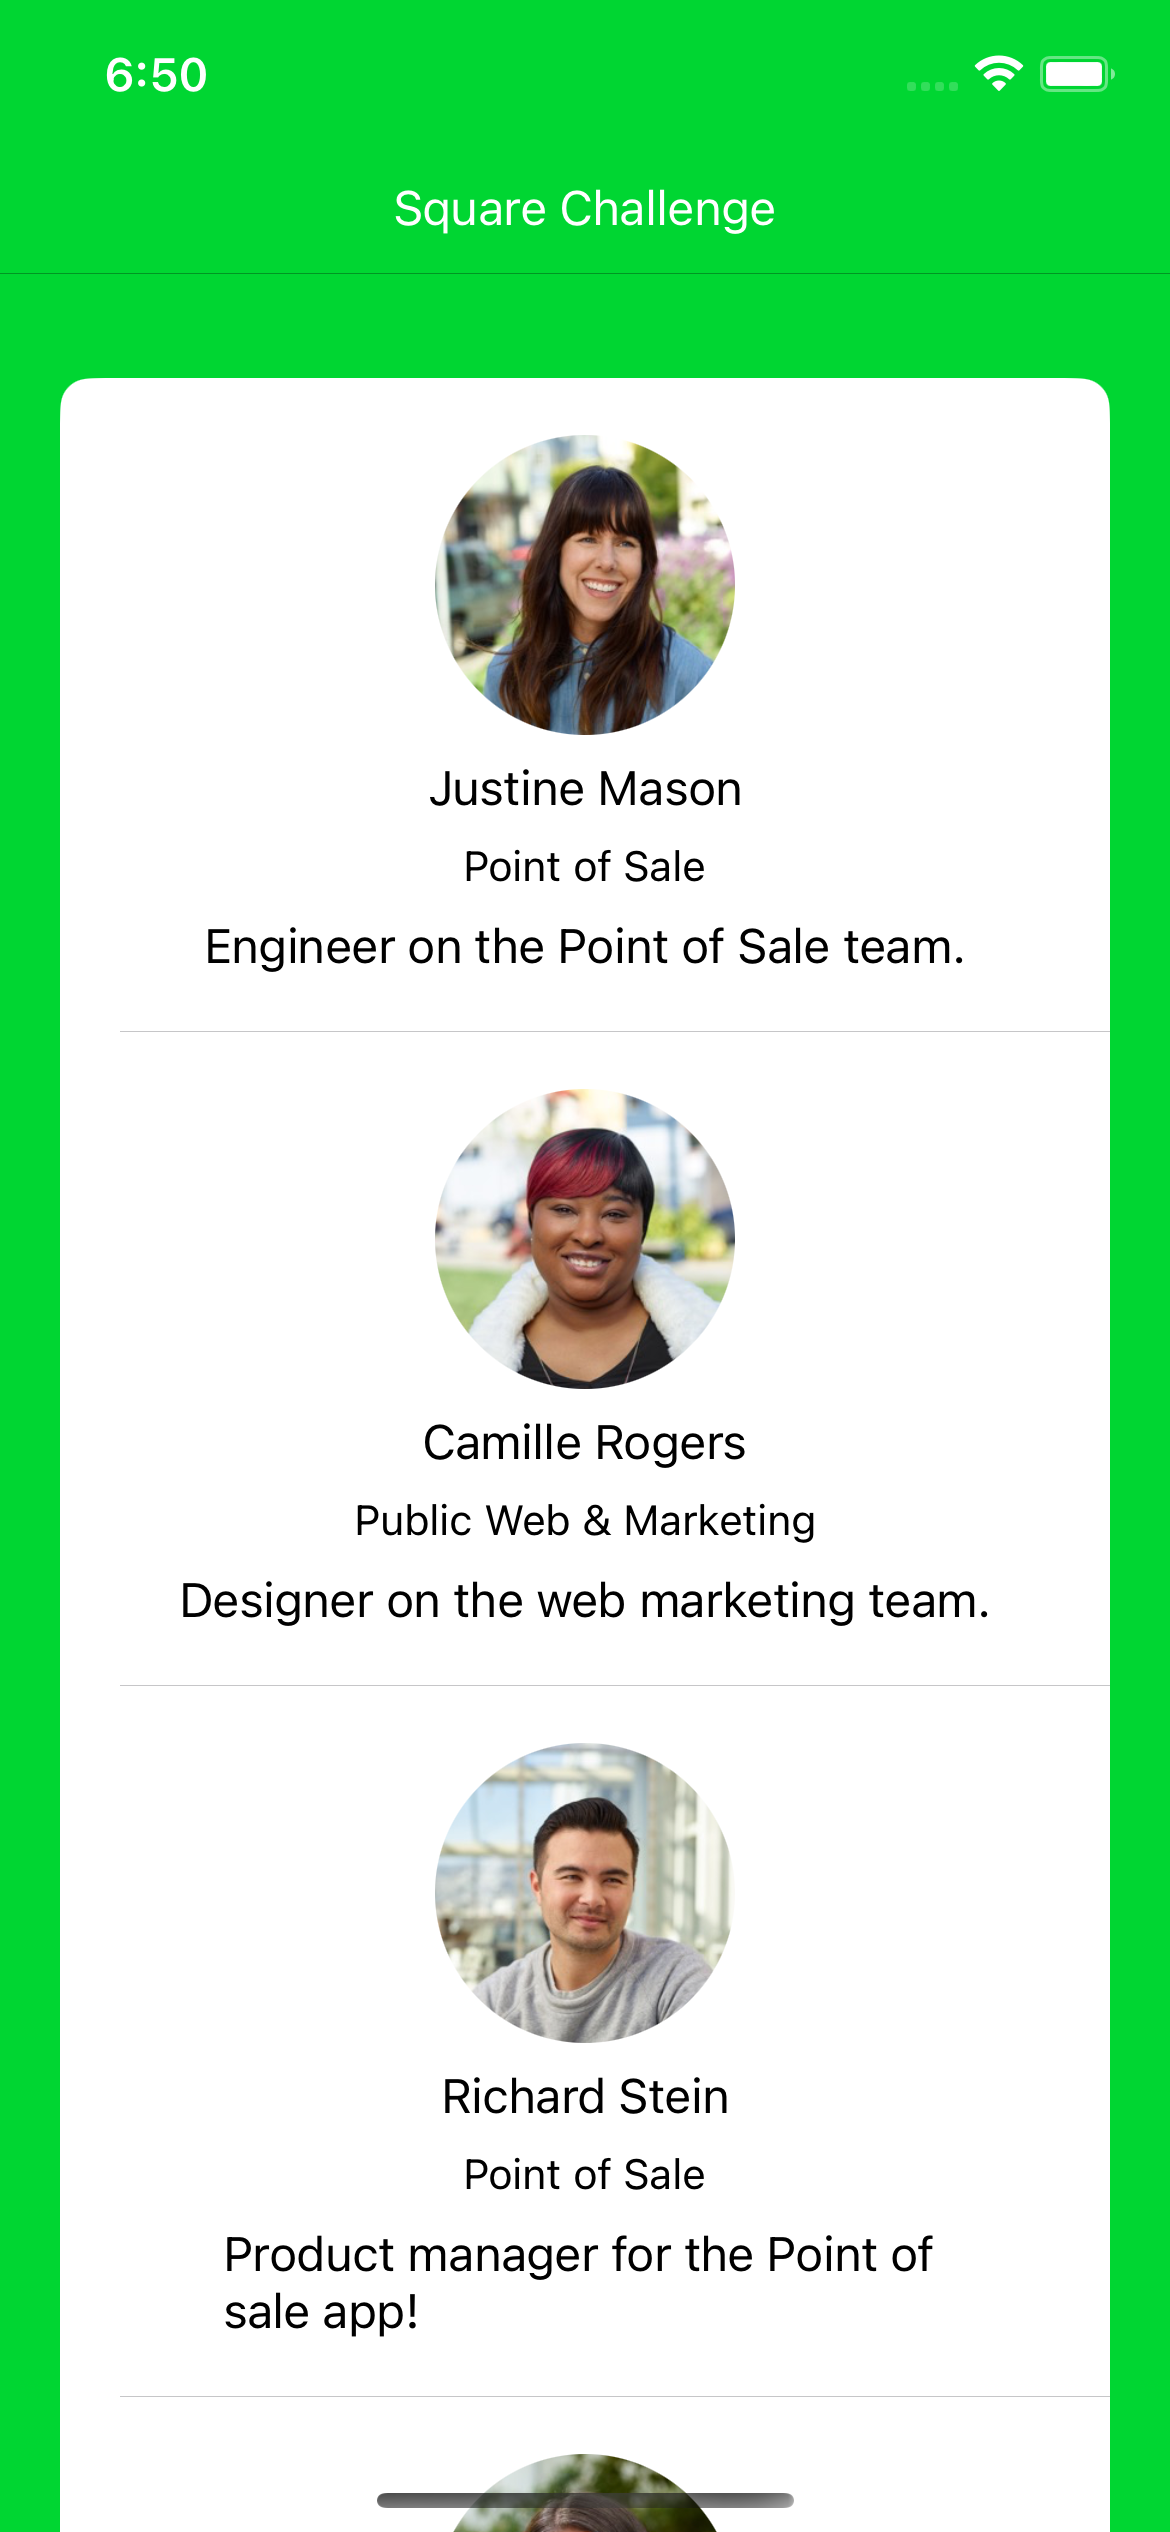 6:50
Square Challenge
Justine Mason
Point of Sale
Engineer on the Point of Sale team.
Camille Rogers
Public Web & Marketing
Designer on the web marketing team.
Richard Stein
Point of Sale
Product manager for the Point of
sale app!